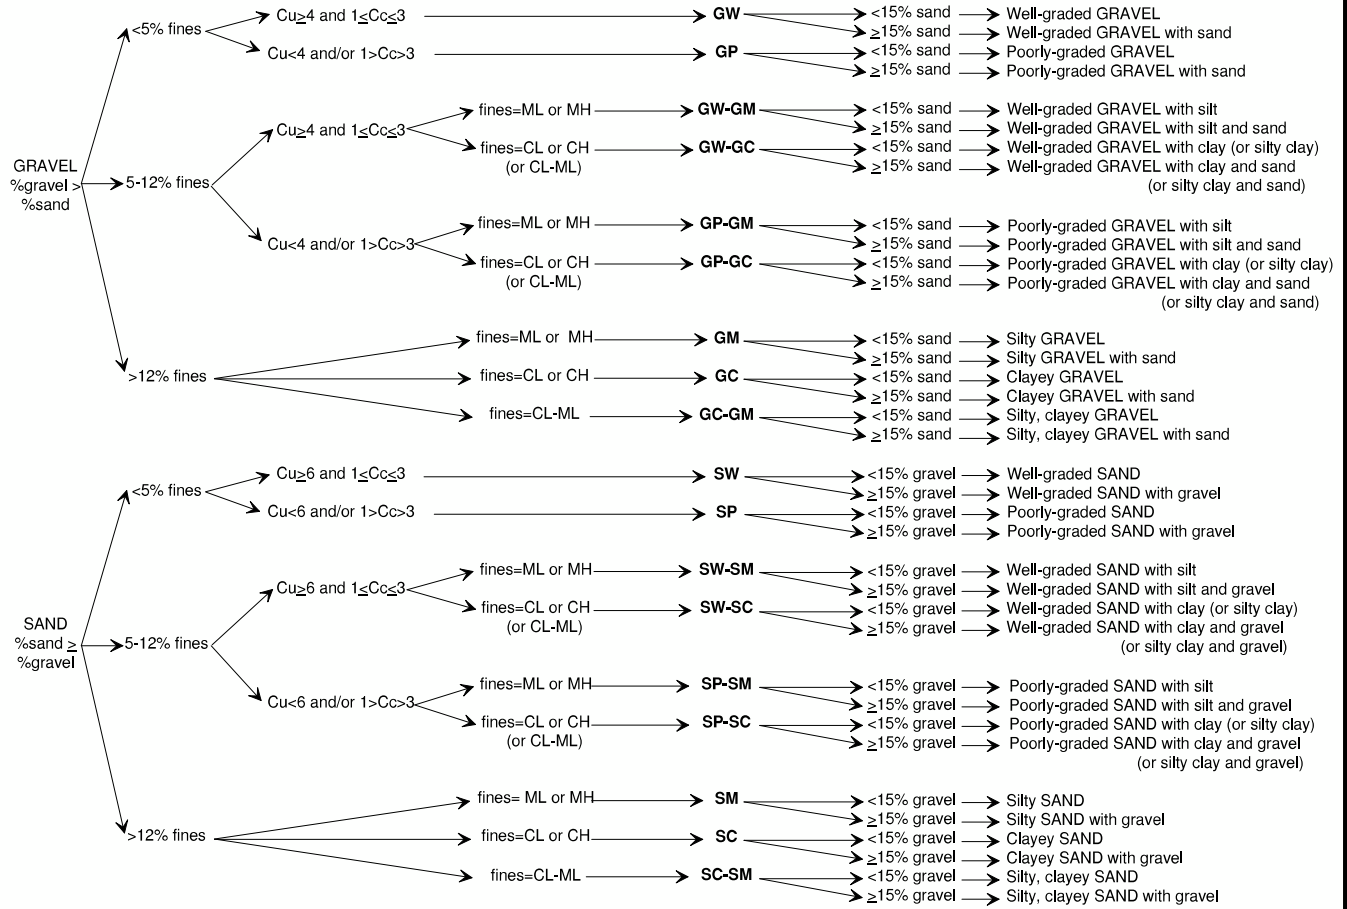 Cu≥4 and 1≤Cc≤3 GW <15% sand Well-graded GRAVEL
<5% fines ≥15% sand Well-graded GRAVEL with sand
Cu<4 and/or 1>Cc>3 GP <15% sand Poorly-graded GRAVEL
≥15% sand Poorly-graded GRAVEL with sand
fines=ML or MH GW-GM <15% sand Well-graded GRAVEL with silt
Cu≥4 and 1≤Cc≤3 ≥15% sand Well-graded GRAVEL with silt and sand
fines=CL or CH GW-GC <15% sand Well-graded GRAVEL with clay (or silty clay)
(or CL-ML) ≥15% sand Well-graded GRAVEL with clay and sand
(or silty clay and sand)
GRAVEL
%gravel > 5-12% fines
%sand
fines=ML or MH GP-GM <15% sand Poorly-graded GRAVEL with silt
Cu<4 and/or 1>Cc>3 ≥15% sand Poorly-graded GRAVEL with silt and sand
fines=CL or CH GP-GC <15% sand Poorly-graded GRAVEL with clay (or silty clay)
(or CL-ML) ≥15% sand Poorly-graded GRAVEL with clay and sand
(or silty clay and sand)
fines=ML or MH GM <15% sand Silty GRAVEL
≥15% sand Silty GRAVEL with sand
>12% fines fines=CL or CH GC <15% sand Clayey GRAVEL
≥15% sand Clayey GRAVEL with sand
fines=CL-ML GC-GM <15% sand Silty, clayey GRAVEL
≥15% sand Silty, clayey GRAVEL with sand
Cu≥6 and 1≤Cc≤3 SW <15% gravel Well-graded SAND
<5% fines ≥15% gravel Well-graded SAND with gravel
Cu<6 and/or 1>Cc>3 SP <15% gravel Poorly-graded SAND
≥15% gravel Poorly-graded SAND with gravel
fines=ML or MH SW-SM <15% gravel Well-graded SAND with silt
Cu≥6 and 1≤Cc≤3 ≥15% gravel Well-graded SAND with silt and gravel
fines=CL or CH SW-SC <15% gravel Well-graded SAND with clay (or silty clay)
(or CL-ML) ≥15% gravel Well-graded SAND with clay and gravel
(or silty clay and gravel)
SAND
%sand ≥ 5-12% fines
%gravel
fines=ML or MH SP-SM <15% gravel Poorly-graded SAND with silt
Cu<6 and/or 1>Cc>3 ≥15% gravel Poorly-graded SAND with silt and gravel
fines=CL or CH SP-SC <15% gravel Poorly-graded SAND with clay (or silty clay)
(or CL-ML) ≥15% gravel Poorly-graded SAND with clay and gravel
(or silty clay and gravel)
fines= ML or MH SM <15% gravel Silty SAND
≥15% gravel Silty SAND with gravel
>12% fines fines=CL or CH SC <15% gravel Clayey SAND
≥15% gravel Clayey SAND with gravel
fines=CL-ML SC-SM <15% gravel Silty, clayey SAND
≥15% gravel Silty, clayey SAND with gravel